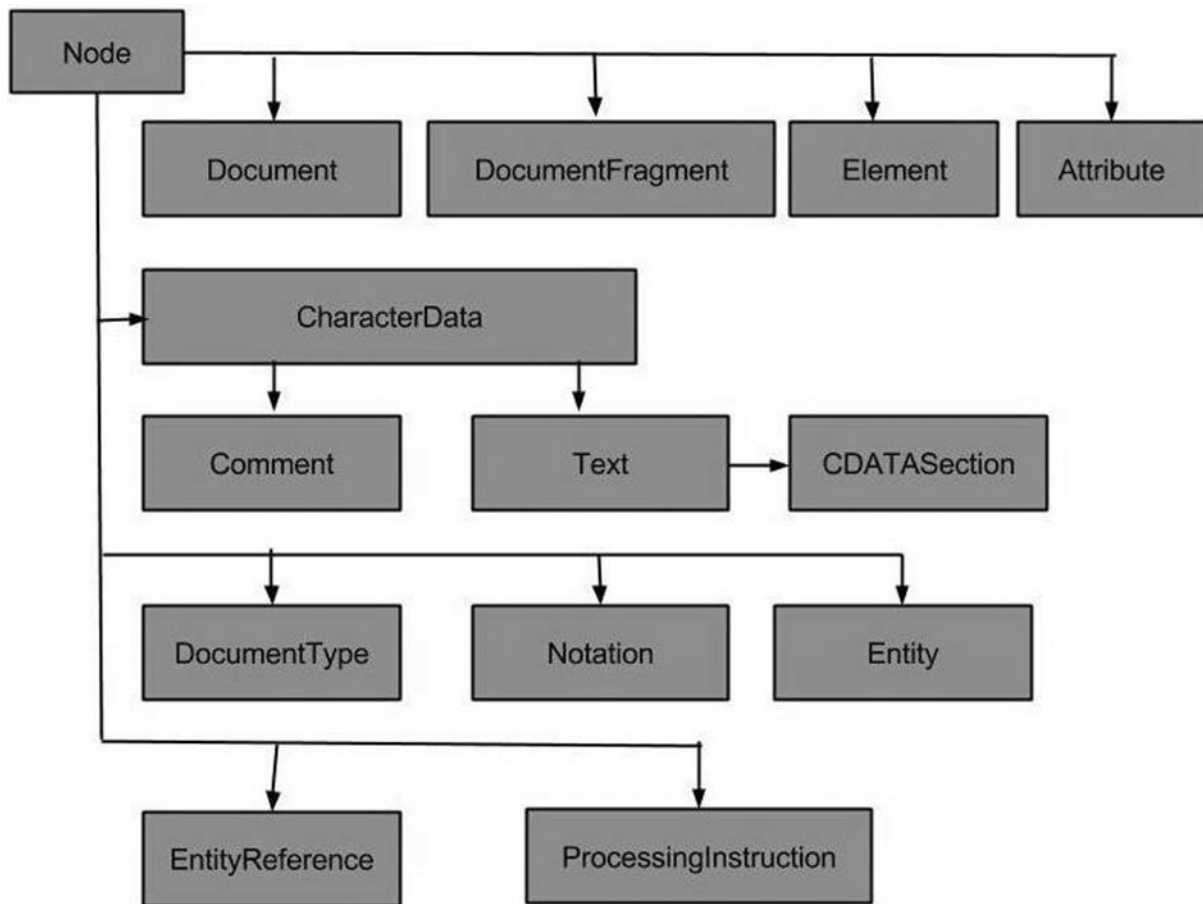 Node
Document
DocumentFragment
Element
Attribute
CharacterData
Comment
Text
CDATASection
DocumentType
Notation
Entity
EntityReference
ProcessingInstruction